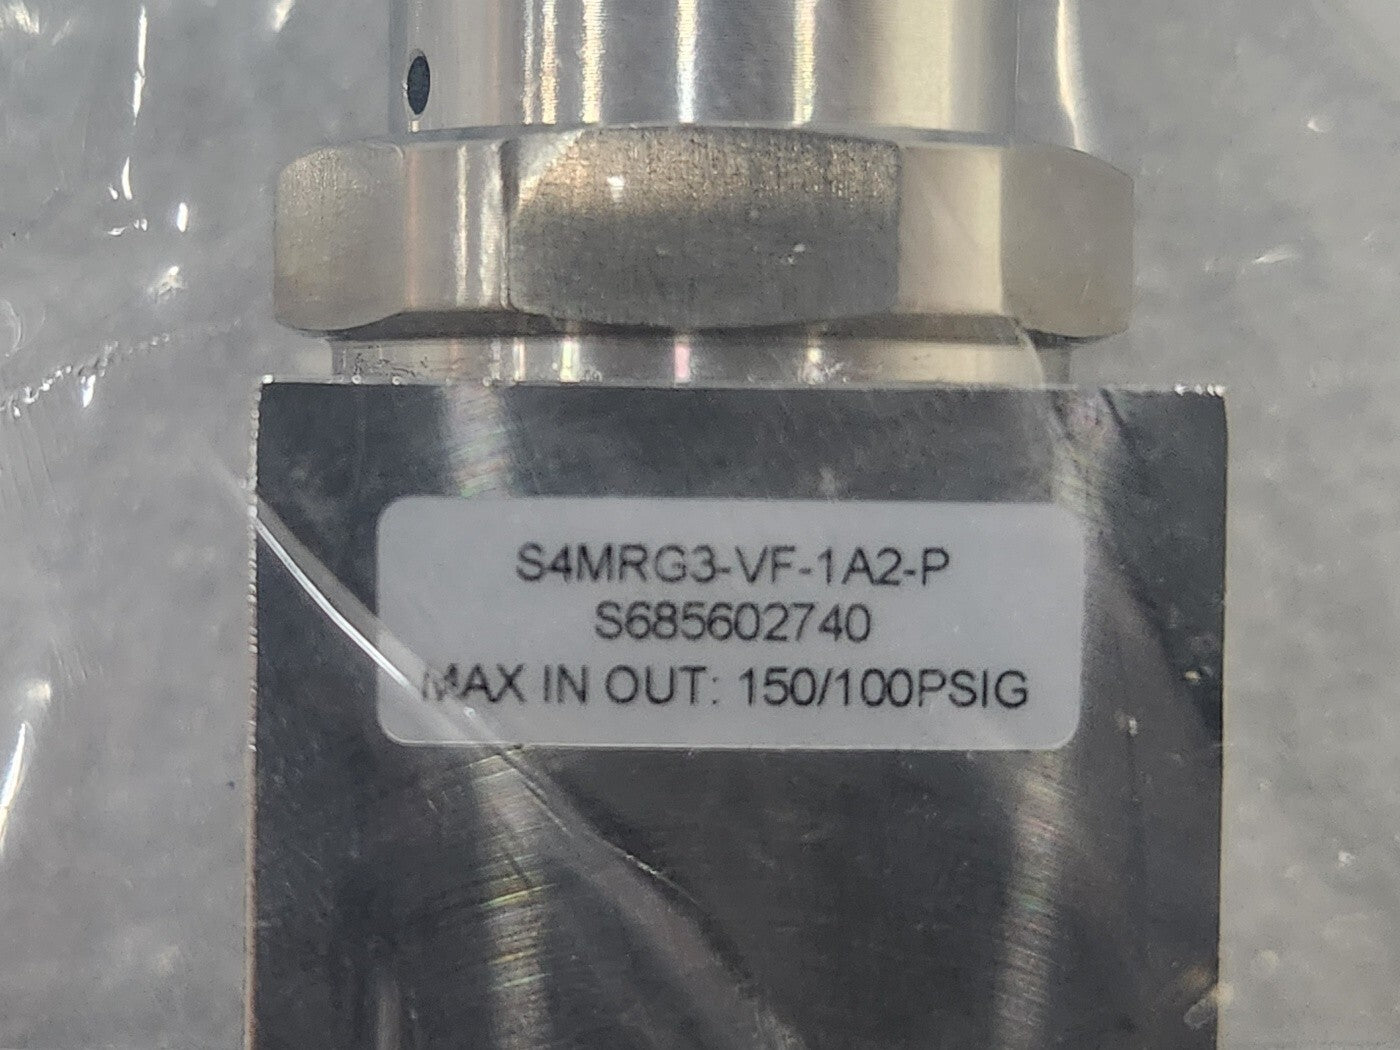 S4MRG3-VF-1A2-P
S685602740
MAX IN OUT: 150/100PSIG